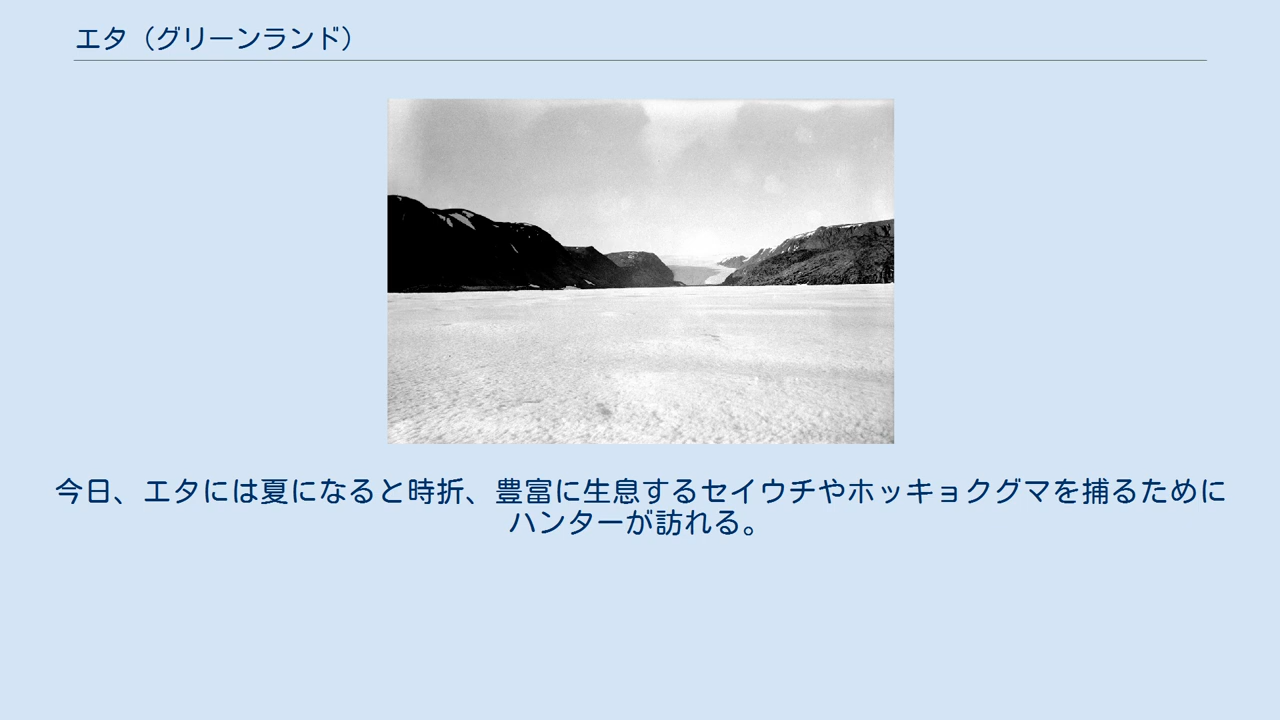 エタ（グリーンランド）
今日、エタには夏になると時折、豊富に生息するセイウチやホッキョクグマを捕るために
ハンターが訪れる。